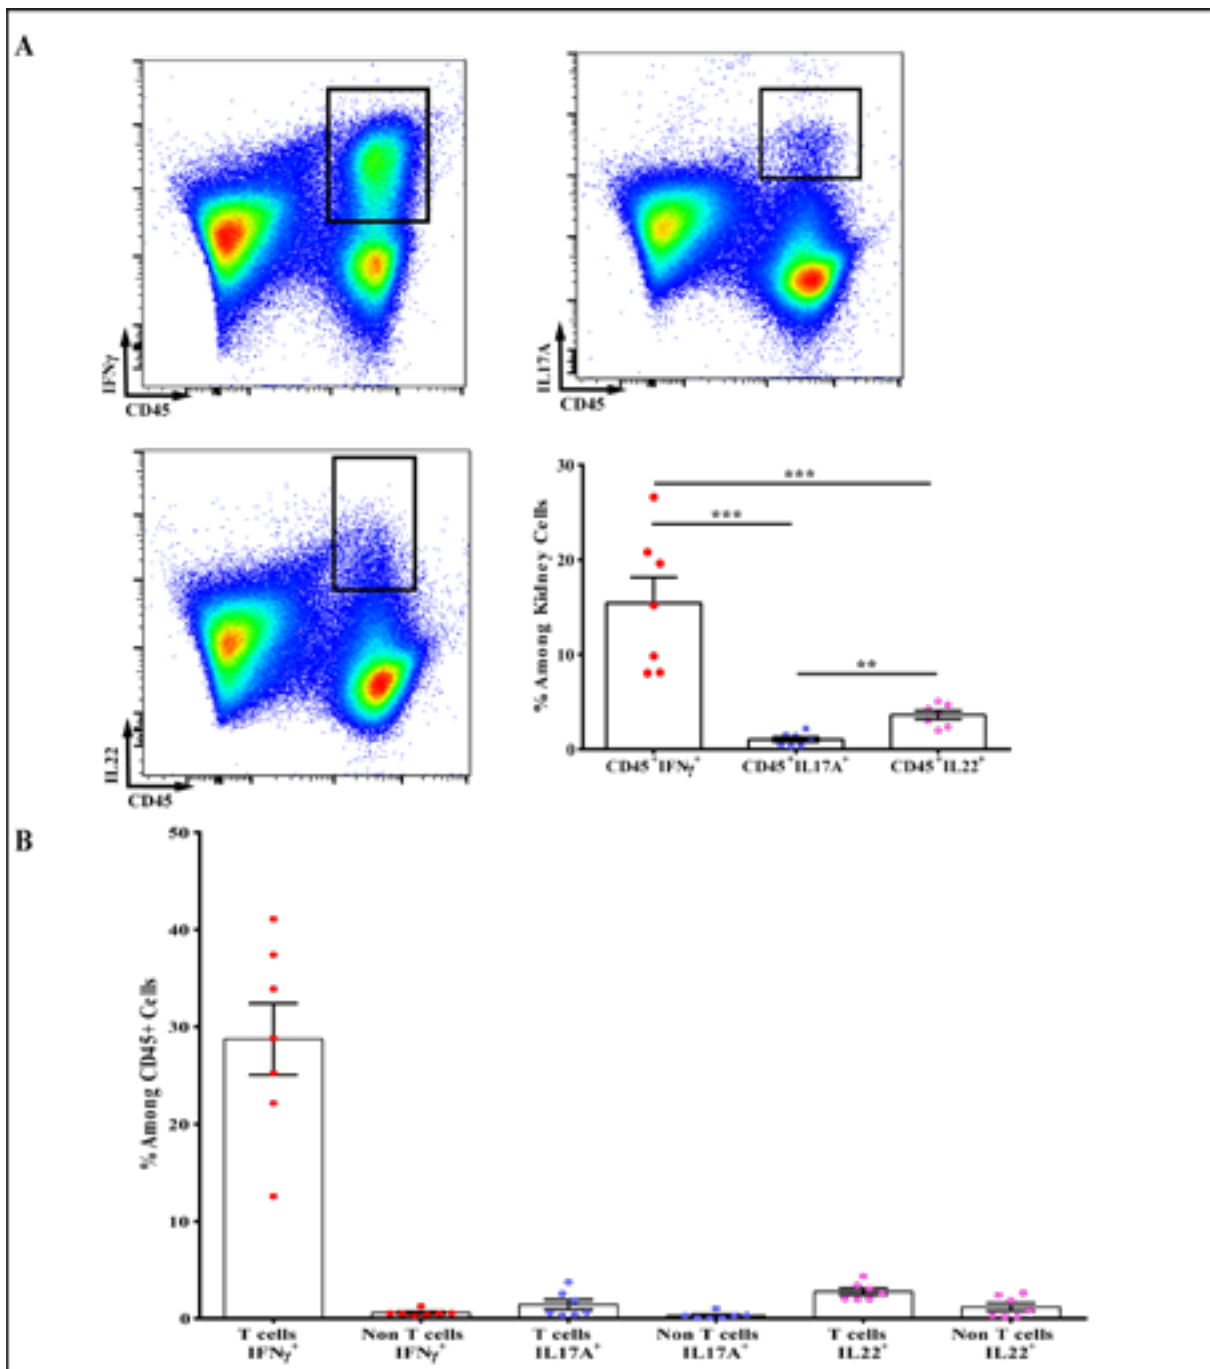 A
IFNγ
CD45
IL17A
CD45
IL22
CD45
% Among Kidney Cells
30
20
10
0
***
***
**
CD45⁺IFNγ⁺
CD45⁺IL17A⁺
CD45⁺IL22⁺
B
% Among CD45+ Cells
50
40
30
20
10
0
T cells
IFNγ⁺
Non T cells
IFNγ⁺
T cells
IL17A⁺
Non T cells
IL17A⁺
T cells
IL22⁺
Non T cells
IL22⁺